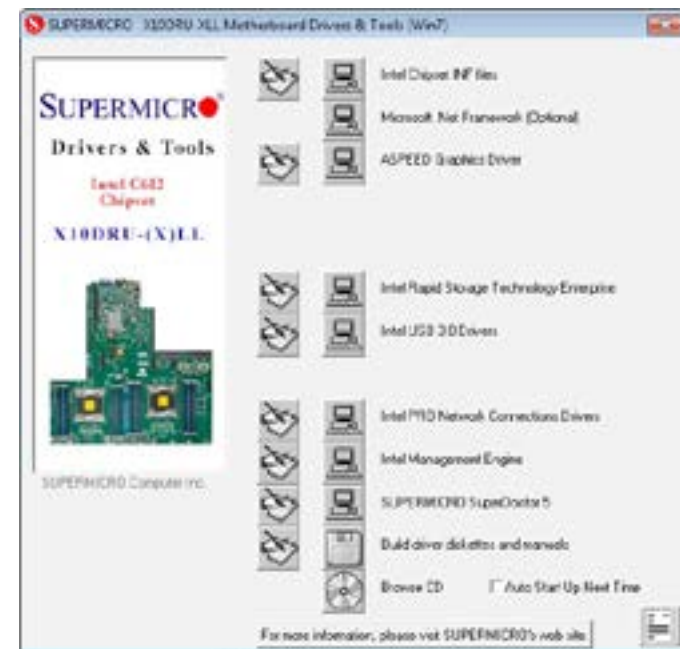 SUPERMICRO X10DRU-XLL Motherboard Drivers & Tools (Win7)
SUPERMICRO
Drivers & Tools
Intel C612
Chipset
X10DRU-(X)LL
SUPERMICRO Computer Inc.
Intel Chipset INF files
Microsoft .Net Framework (Optional)
ASPEED Graphics Driver
Intel Rapid Storage Technology Enterprise
Intel USB 3.0 Drivers
Intel PRO Network Connections Drivers
Intel Management Engine
SUPERMICRO SuperDoctor 5
Build driver diskettes and manuals
Browse CD
Auto Start Up Next Time
For more information, please visit SUPERMICRO's web site